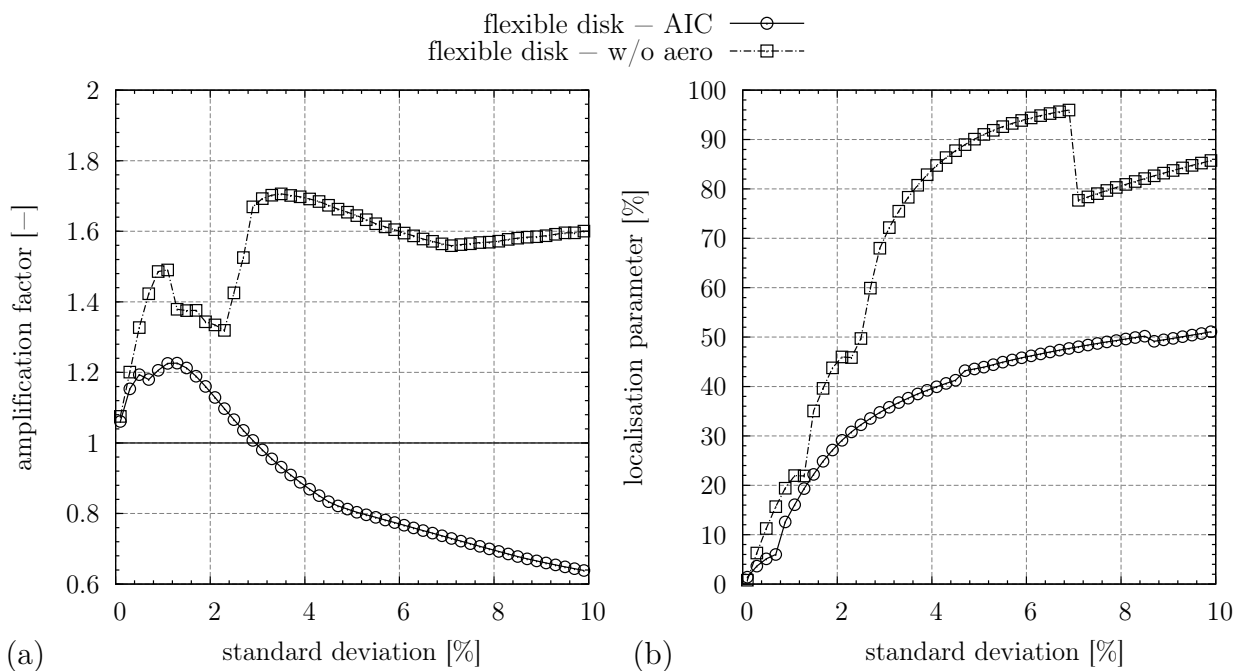 flexible disk – AIC
flexible disk – w/o aero
2
1.8
1.6
1.4
1.2
1
0.8
0.6
0 2 4 6 8 10
amplification factor [—]
standard deviation [%]
(a)
100
90
80
70
60
50
40
30
20
10
0
0 2 4 6 8 10
localisation parameter [%]
standard deviation [%]
(b)